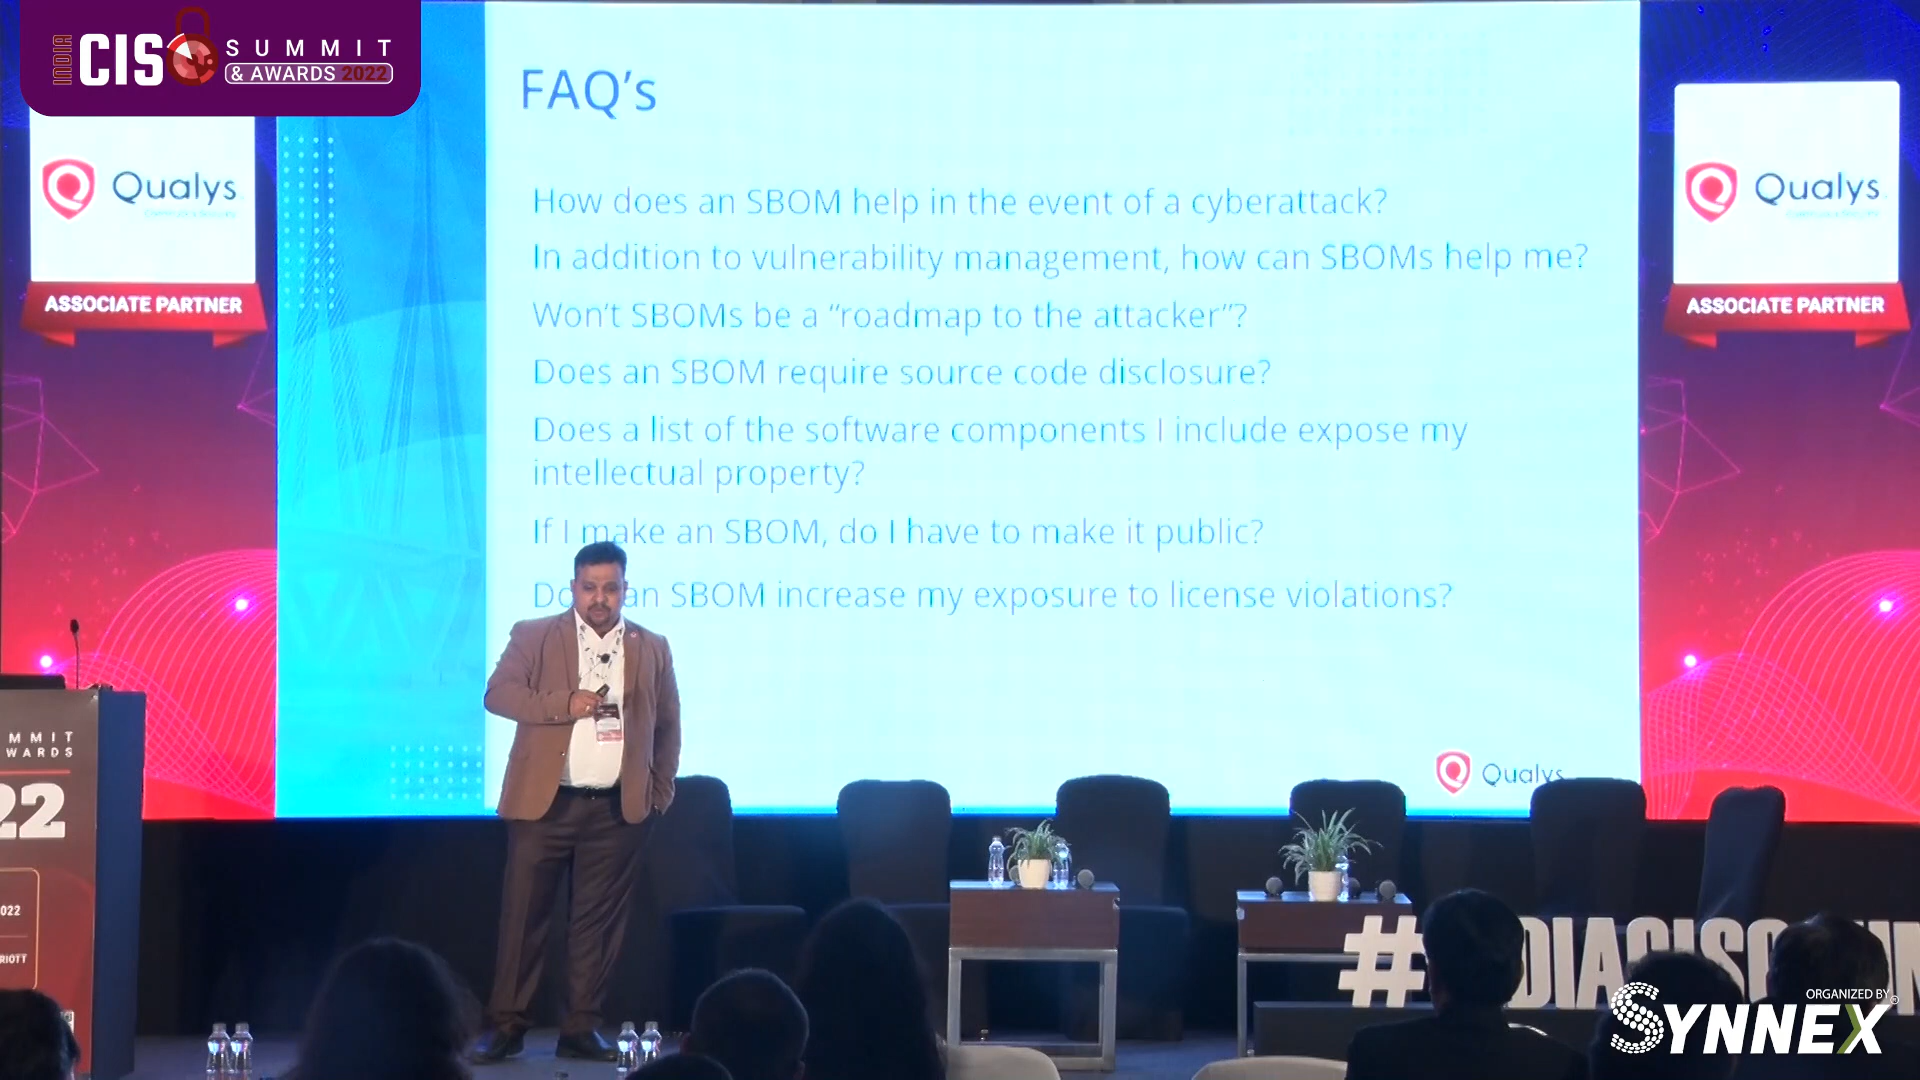 INDIA CISO SUMMIT
& AWARDS 2022
Qualys
ASSOCIATE PARTNER
FAQ's
How does an SBOM help in the event of a cyberattack?
In addition to vulnerability management, how can SBOMs help me?
Won't SBOMs be a “roadmap to the attacker”?
Does an SBOM require source code disclosure?
Does a list of the software components I include expose my
intellectual property?
If I make an SBOM, do I have to make it public?
an SBOM increase my exposure to license violations?
Qualys
Qualys
ASSOCIATE PARTNER
MMIT
WARDS
22
022
RIOTT
#
DIACISO
ORGANIZED BY
SYNNEX